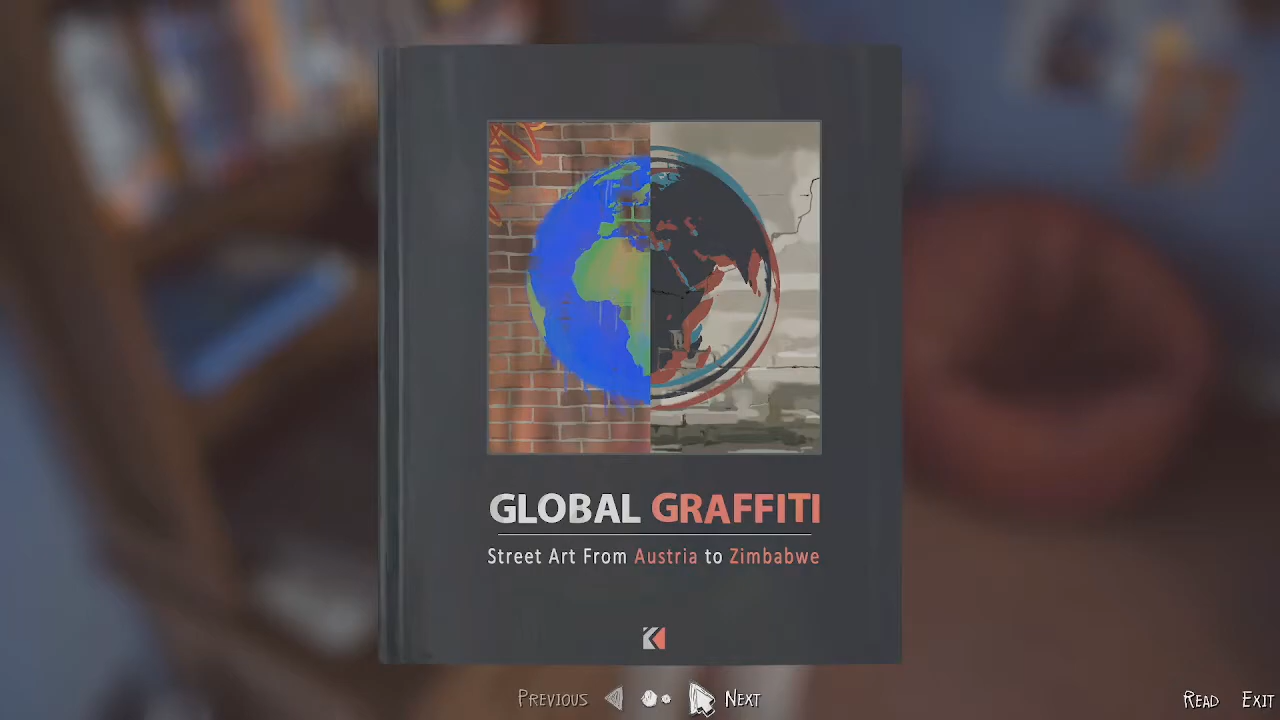 GLOBAL GRAFFITI
Street Art From Austria to Zimbabwe
PREVIOUS
NEXT
READ
EXIT